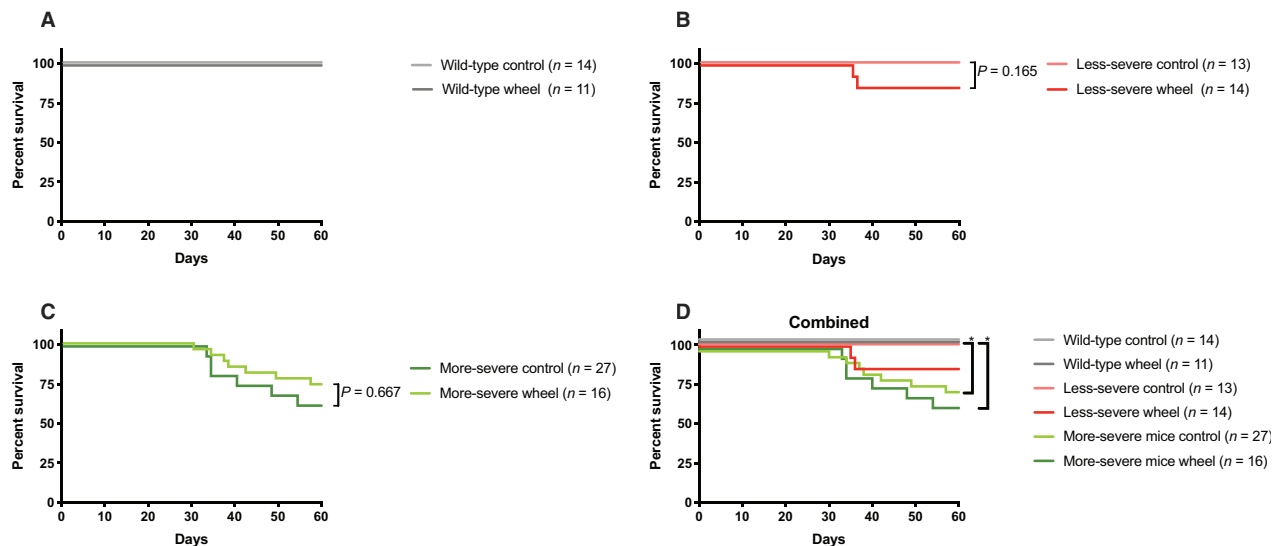 A
Percent survival
100
75
50
25
0
0 10 20 30 40 50 60
Days
Wild-type control (n = 14)
Wild-type wheel (n = 11)
B
Percent survival
100
75
50
25
0
0 10 20 30 40 50 60
Days
P = 0.165
Less-severe control (n = 13)
Less-severe wheel (n = 14)
C
Percent survival
100
75
50
25
0
0 10 20 30 40 50 60
Days
P = 0.667
More-severe control (n = 27)
More-severe wheel (n = 16)
D
Combined
Percent survival
100
75
50
25
0
0 10 20 30 40 50 60
Days
* *
Wild-type control (n = 14)
Wild-type wheel (n = 11)
Less-severe control (n = 13)
Less-severe wheel (n = 14)
More-severe mice control (n = 27)
More-severe mice wheel (n = 16)